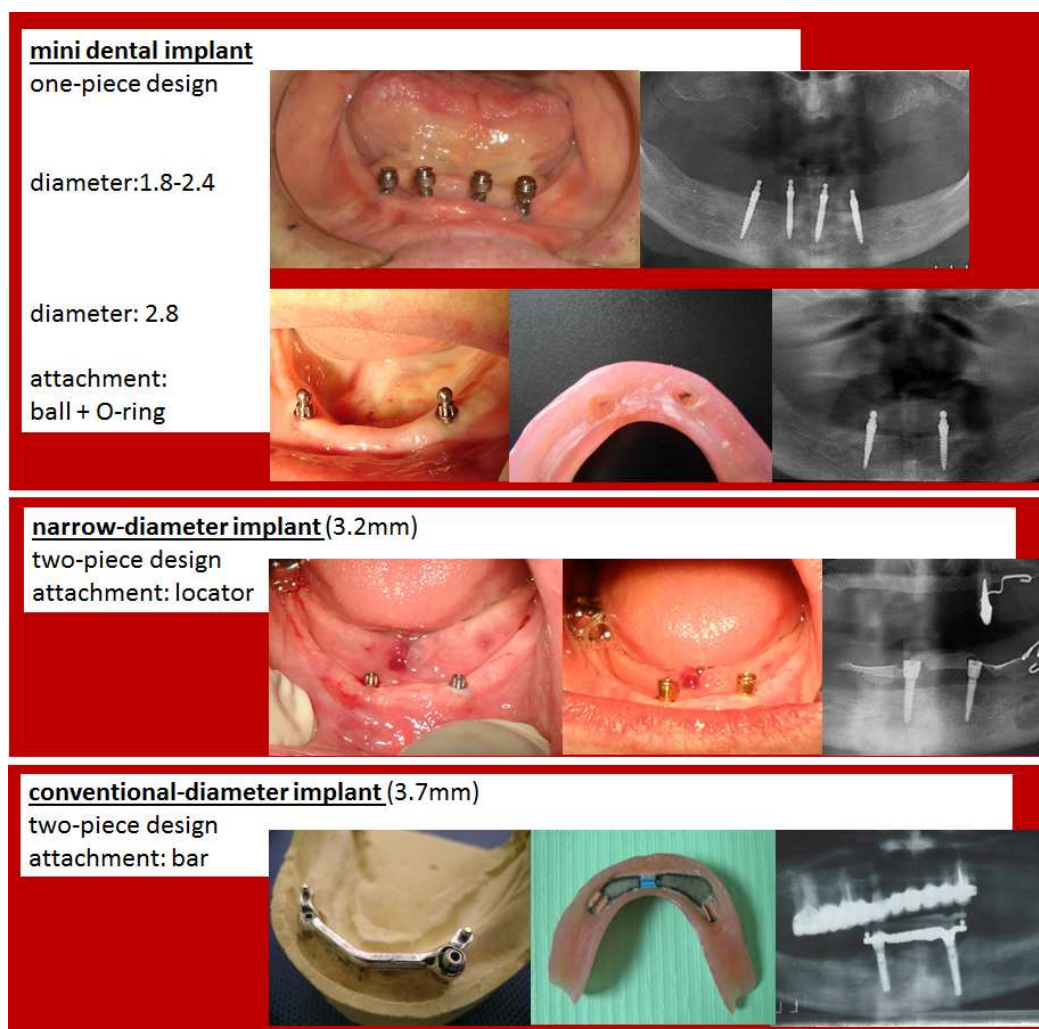 mini dental implant
one-piece design
diameter:1.8-2.4
diameter: 2.8
attachment:
ball + O-ring
narrow-diameter implant (3.2mm)
two-piece design
attachment: locator
conventional-diameter implant (3.7mm)
two-piece design
attachment: bar